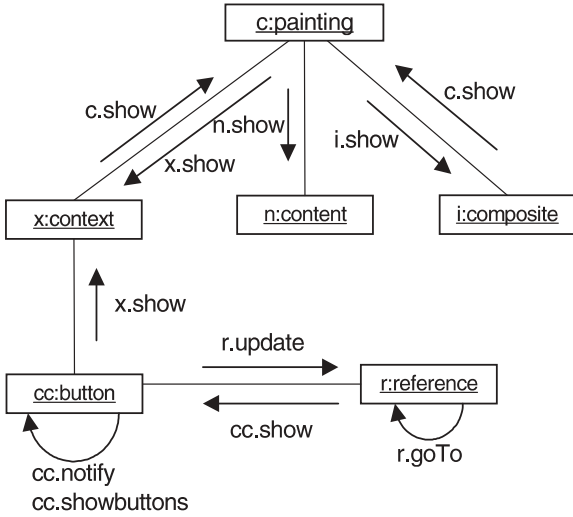 c:painting
c.show
n.show
x.show
c.show
i.show
x:context
n:content
i:composite
x.show
r.update
cc:button
r:reference
cc.show
r.goTo
cc.notify
cc.showbuttons